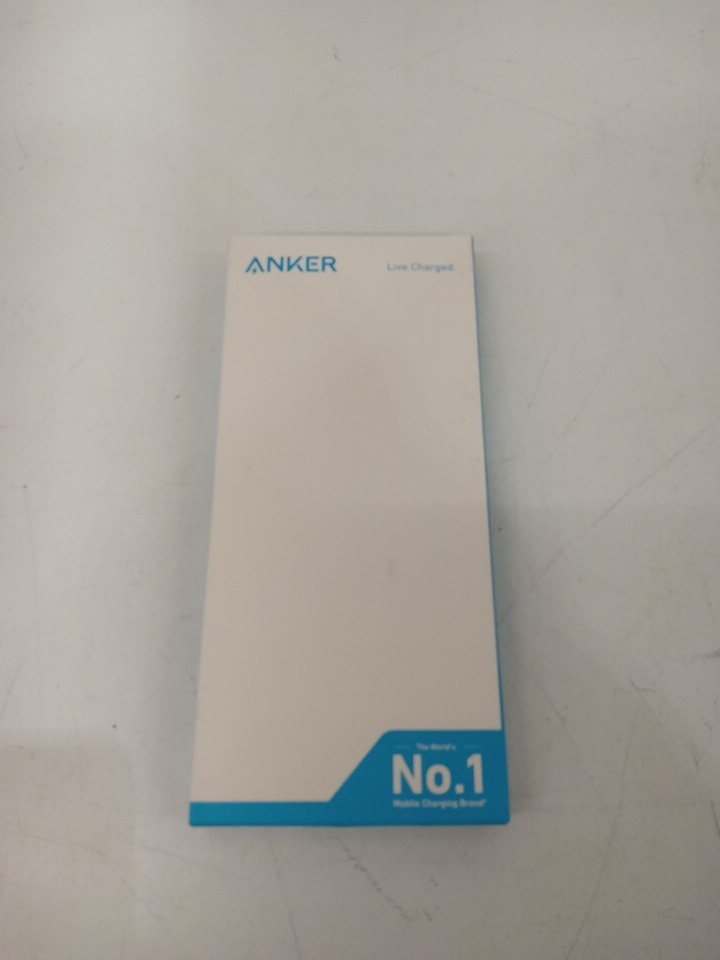 ANKER
Live Charged.
The World's
No.1
Mobile Charging Brand*